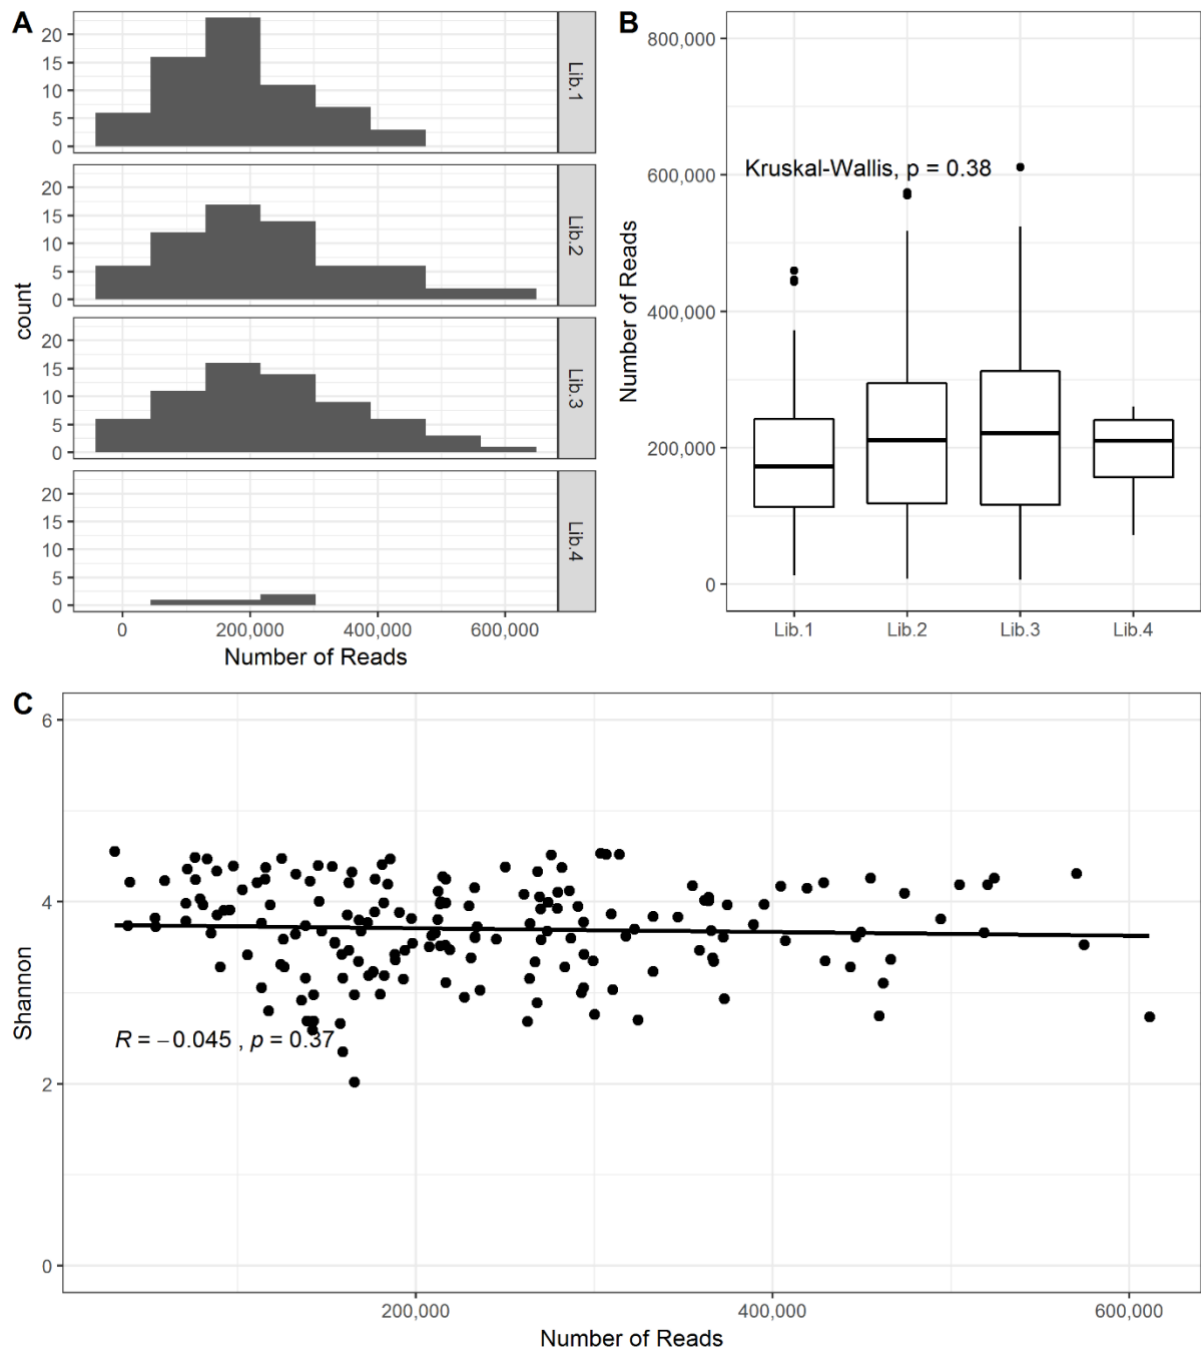 A
count
20
15
10
5
0
Lib.1
20
15
10
5
0
Lib.2
20
15
10
5
0
Lib.3
20
15
10
5
0
Lib.4
0 200,000 400,000 600,000
Number of Reads
B
Number of Reads
800,000
600,000
400,000
200,000
0
Kruskal-Wallis, p = 0.38
Lib.1 Lib.2 Lib.3 Lib.4
C
Shannon
6
4
2
0
R = −0.045 , p = 0.37
200,000 400,000 600,000
Number of Reads